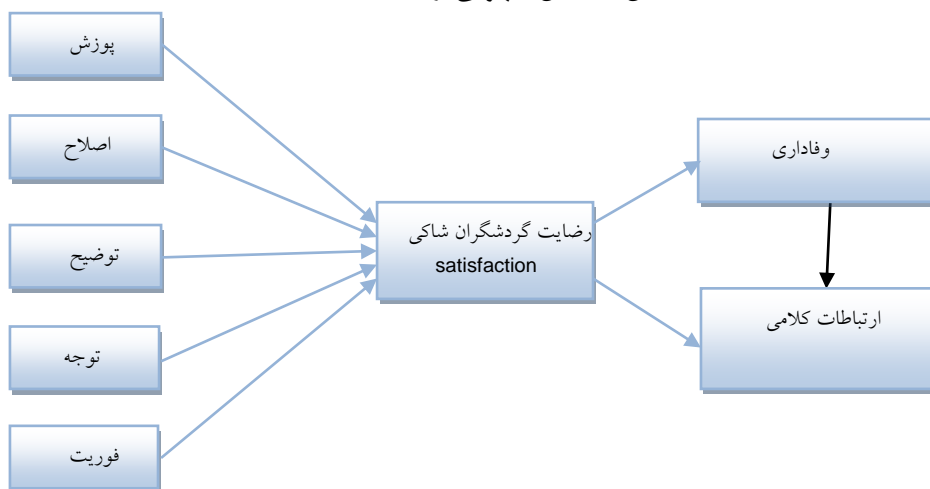 پوزش
اصلاح
توضیح
توجه
فوریت
رضایت گردشگران شاکی
satisfaction
وفاداری
ارتباطات کلامی